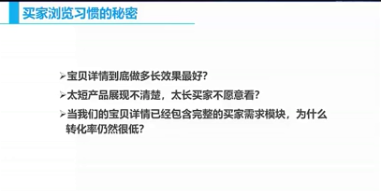 买家浏览习惯的秘密
➢宝贝详情到底做多长效果最好?
➢太短产品展现不清楚，太长买家不愿意看?
➢当我们的宝贝详情已经包含完整的买家需求模块，为什么
转化率仍然很低?